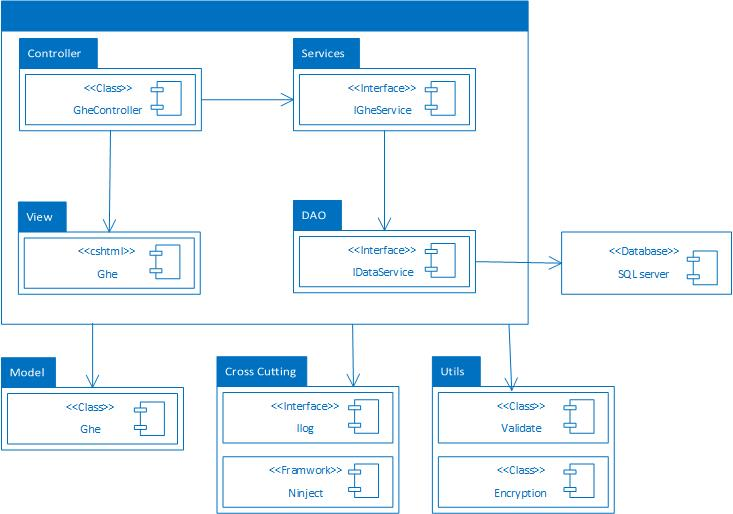 Controller
Services
<<Class>>
GheController
<<Interface>>
IGheService
View
DAO
<<cshtml>>
Ghe
<<Interface>>
IDataService
<<Database>>
SQL server
Model
Cross Cutting
Utils
<<Class>>
Ghe
<<Interface>>
Ilog
<<Class>>
Validate
<<Framwork>>
Ninject
<<Class>>
Encryption